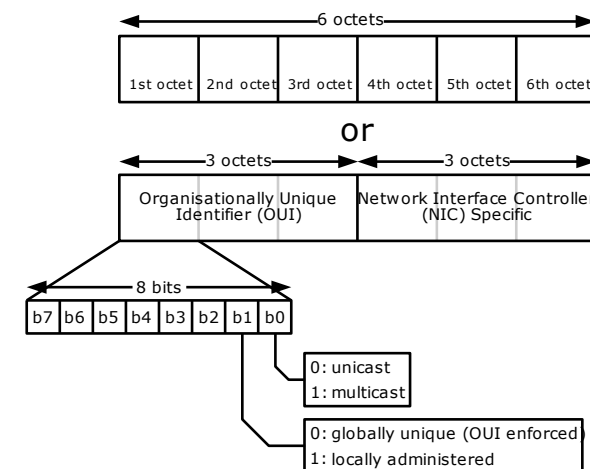 6 octets
1st octet 2nd octet 3rd octet 4th octet 5th octet 6th octet
or
3 octets 3 octets
Organisationally Unique Network Interface Controlle
Identifier (OUI) (NIC) Specific
8 bits
b7 b6 b5 b4 b3 b2 b1 b0
0: unicast
1: multicast
0: globally unique (OUI enforced)
1: locally administered